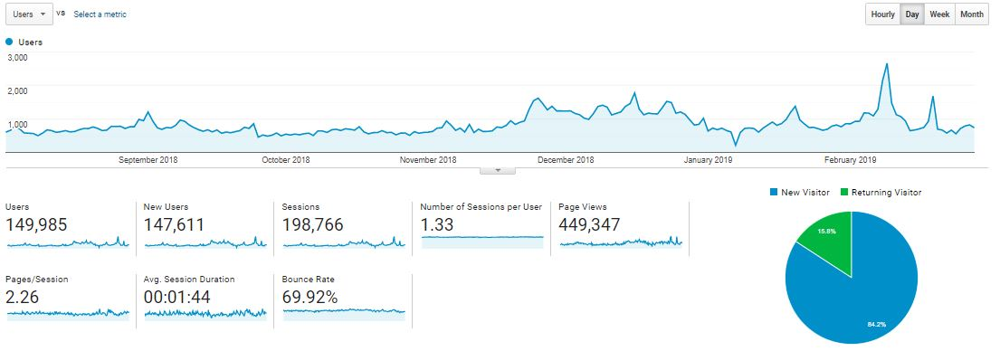 Users vs Select a metric
Hourly Day Week Month
Users
3,000
2,000
1,000
September 2018 October 2018 November 2018 December 2018 January 2019 February 2019
New Visitor Returning Visitor
Users New Users Sessions Number of Sessions per User Page Views
149,985 147,611 198,766 1.33 449,347
Pages/Session Avg. Session Duration Bounce Rate
2.26 00:01:44 69.92%
15.8%
84.2%